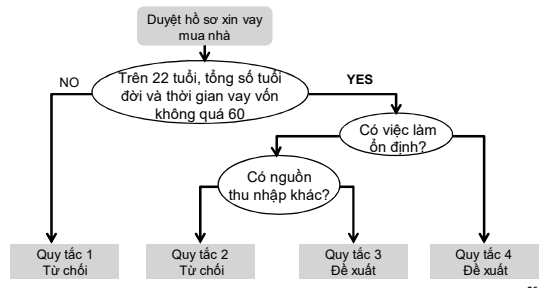 Duyệt hồ sơ xin vay
mua nhà
NO
Trên 22 tuổi, tổng số tuổi
đời và thời gian vay vốn
không quá 60
YES
Có việc làm
ổn định?
Có nguồn
thu nhập khác?
Quy tắc 1
Từ chối
Quy tắc 2
Từ chối
Quy tắc 3
Đề xuất
Quy tắc 4
Đề xuất